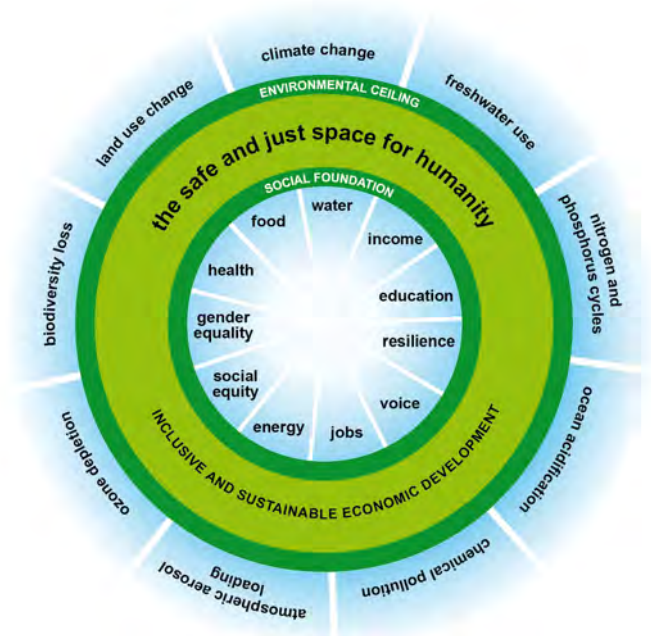 climate change
freshwater use
nitrogen and
phosphorus cycles
ocean acidification
chemical pollution
atmospheric aerosol
loading
ozone depletion
biodiversity loss
land use change
ENVIRONMENTAL CEILING
the safe and just space for humanity
SOCIAL FOUNDATION
water
income
education
resilience
voice
jobs
energy
social
equity
gender
equality
health
food
INCLUSIVE AND SUSTAINABLE ECONOMIC DEVELOPMENT